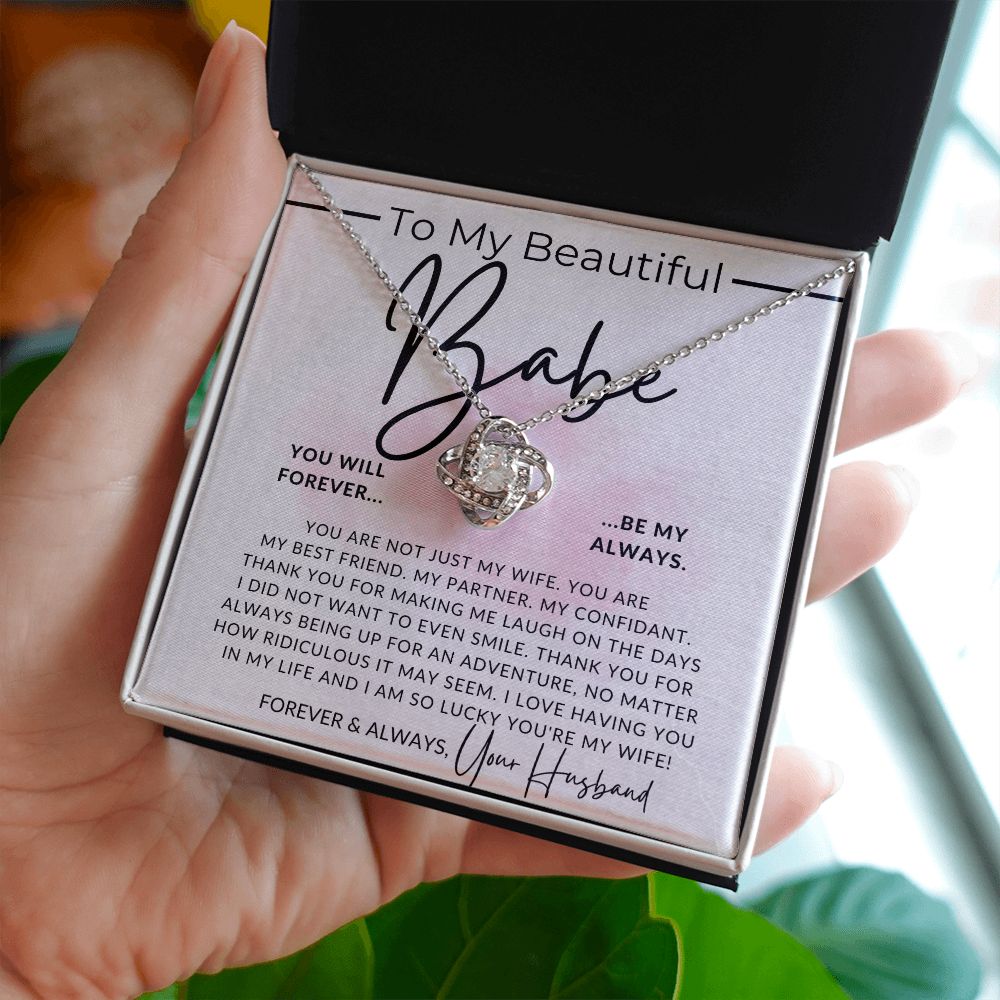 To My Beautiful
Babe
YOU WILL
FOREVER...
...BE MY
ALWAYS.
YOU ARE NOT JUST MY WIFE. YOU ARE
MY BEST FRIEND. MY PARTNER. MY CONFIDANT.
THANK YOU FOR MAKING ME LAUGH ON THE DAYS
I DID NOT WANT TO EVEN SMILE. THANK YOU FOR
ALWAYS BEING UP FOR AN ADVENTURE, NO MATTER
HOW RIDICULOUS IT MAY SEEM. I LOVE HAVING YOU
IN MY LIFE AND I AM SO LUCKY YOU'RE MY WIFE!
FOREVER & ALWAYS, Your Husband